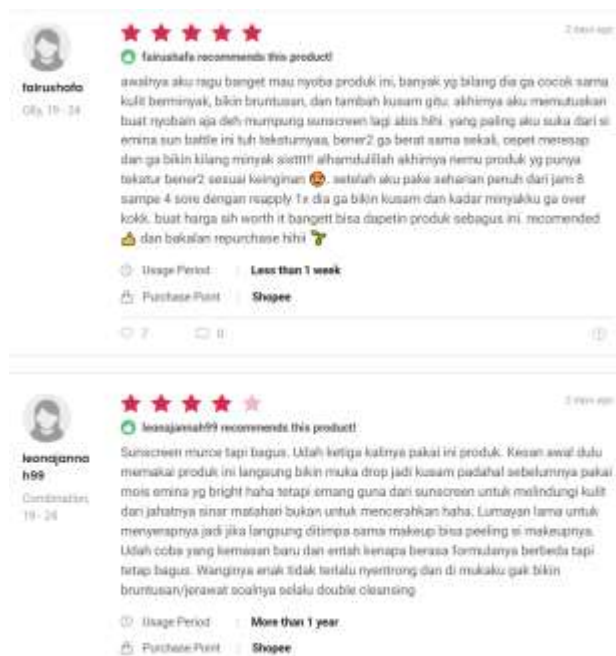 2 days ago
fairushafa recommends this product!
fairushafa
Oily, 19 - 24
awalnya aku ragu banget mau nyoba produk ini, banyak yg bilang dia ga cocok sama
kulit berminyak, bikin bruntusan, dan tambah kusam gitu. akhirnya aku memutuskan
buat nyobain aja deh mumpung sunscreen lagi abis hihi. yang paling aku suka dari si
emina sun battle ini tuh teksturnyaa, bener2 ga berat sama sekali, cepet meresap
dan ga bikin kilang minyak sisttt!! alhamdulillah akhirnya nemu produk yg punya
tekstur bener2 sesuai keinginan 🥺. setelah aku pake seharian penuh dari jam 8
sampe 4 sore dengan reapply 1x dia ga bikin kusam dan kadar minyakku ga over
kokk. buat harga sih worth it bangett bisa dapetin produk sebagus ini. recomended
👍 dan bakalan repurchase hihii
Usage Period : Less than 1 week
Purchase Point : Shopee
7 0
2 days ago
leonajannah99 recommends this product!
leonajanna
h99
Combination,
19 - 24
Sunscreen murce tapi bagus. Udah ketiga kalinya pakai ini produk. Kesan awal dulu
memakai produk ini langsung bikin muka drop jadi kusam padahal sebelumnya pakai
mois emina yg bright haha tetapi emang guna dari sunscreen untuk melindungi kulit
dari jahatnya sinar matahari bukan untuk mencerahkan haha. Lumayan lama untuk
menyerapnya jadi jika langsung ditimpa sama makeup bisa peeling si makeupnya.
Udah coba yang kemasan baru dan entah kenapa berasa formulanya berbeda tapi
tetap bagus. Wanginya enak tidak terlalu nyentrong dan di mukaku gak bikin
bruntusan/jerawat soalnya selalu double cleansing
Usage Period : More than 1 year
Purchase Point : Shopee